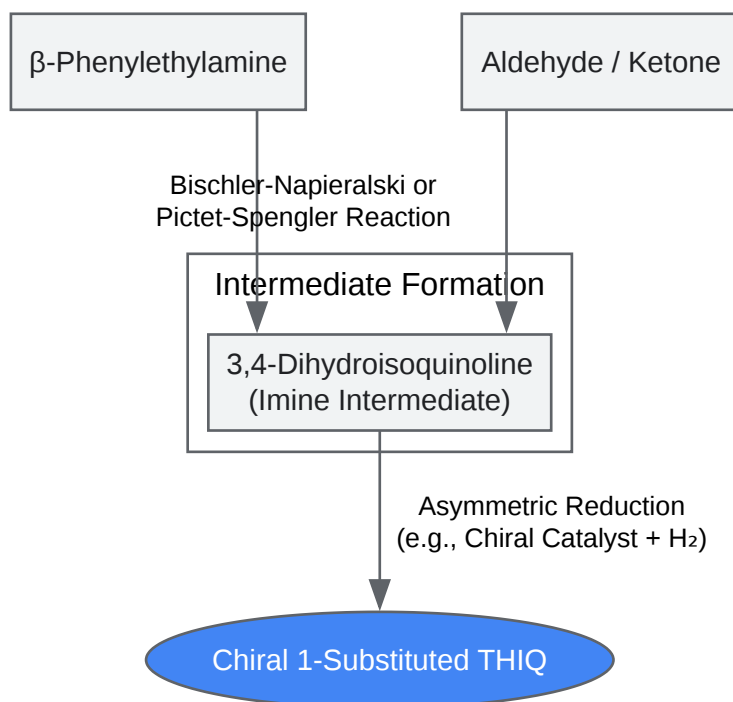 β-Phenylethylamine
Aldehyde / Ketone
Bischler-Napieralski or
Pictet-Spengler Reaction
Intermediate Formation
3,4-Dihydroisoquinoline
(Imine Intermediate)
Asymmetric Reduction
(e.g., Chiral Catalyst + H₂)
Chiral 1-Substituted THIQ